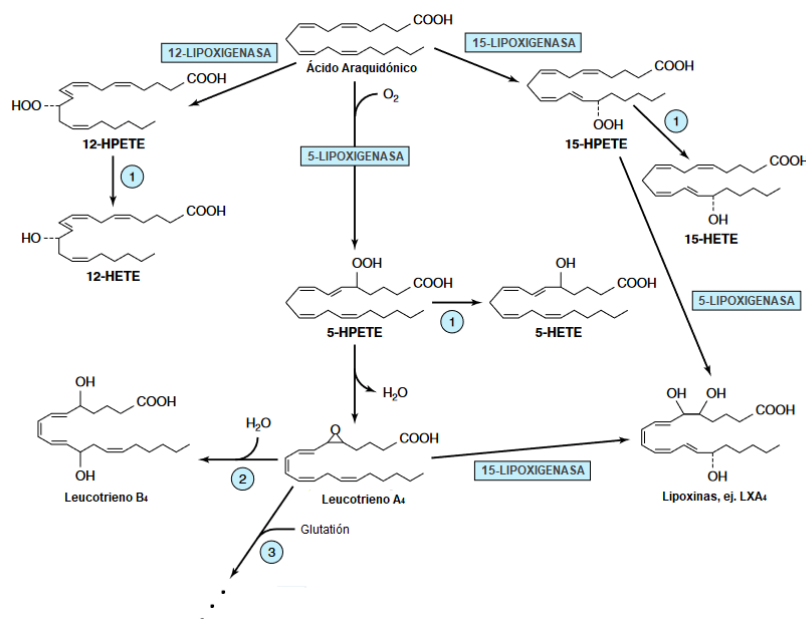 COOH
12-LIPOXIGENASA
Ácido Araquidónico
15-LIPOXIGENASA
COOH
HOO
12-HPETE
O2
COOH
OOH
15-HPETE
1
1
5-LIPOXIGENASA
COOH
OH
15-HETE
COOH
HO
12-HETE
OOH
COOH
5-HPETE
1
OH
COOH
5-HETE
5-LIPOXIGENASA
H2O
OH
COOH
OH
Leucotrieno B4
H2O
2
O
COOH
Leucotrieno A4
15-LIPOXIGENASA
OH OH
COOH
OH
Lipoxinas, ej. LXA4
Glutatión
3